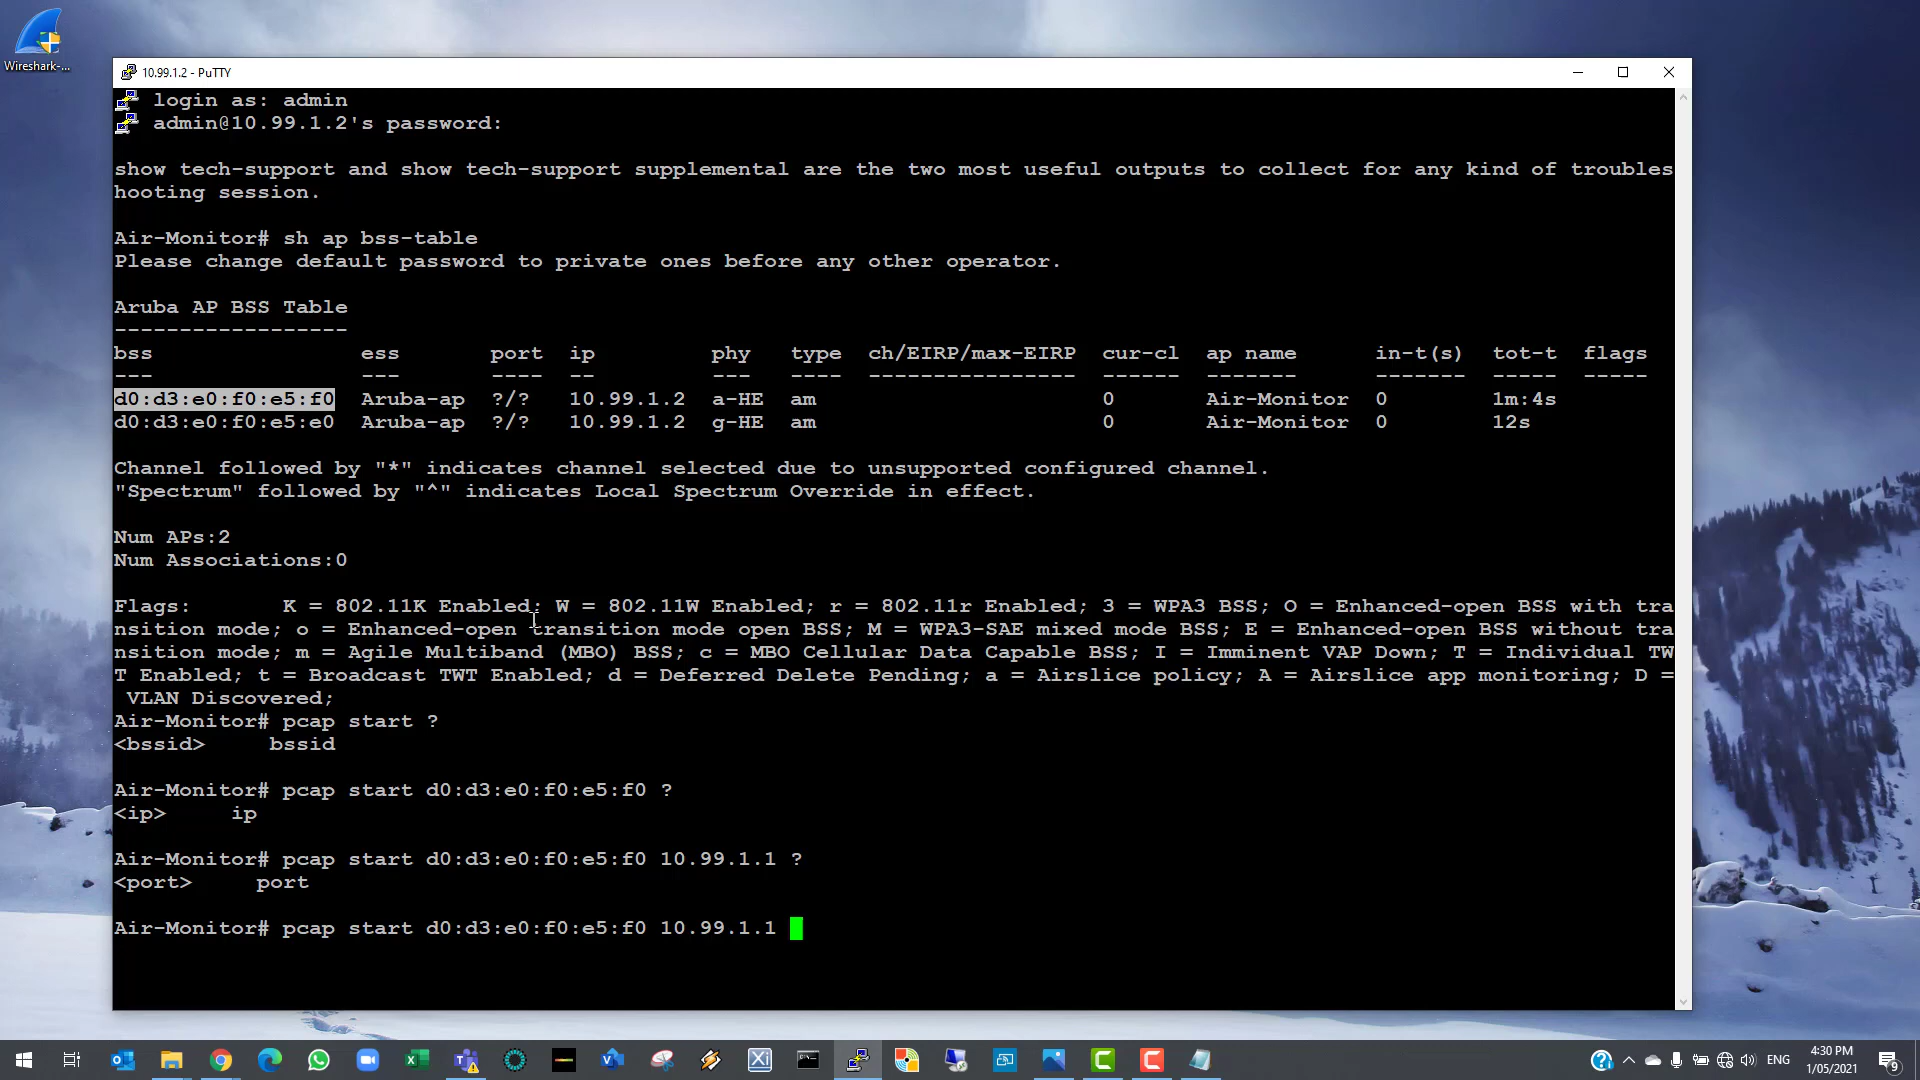 Wireshark-...
10.99.1.2 - PuTTY
login as: admin
admin@10.99.1.2's password:
show tech-support and show tech-support supplemental are the two most useful outputs to collect for any kind of troubles
hooting session.
Air-Monitor# sh ap bss-table
Please change default password to private ones before any other operator.
Aruba AP BSS Table
------------------
bss ess port ip phy type ch/EIRP/max-EIRP cur-cl ap name in-t(s) tot-t flags
--- --- ---- -- --- ---- ---------------- ------ ------- ------- ----- -----
d0:d3:e0:f0:e5:f0 Aruba-ap ?/? 10.99.1.2 a-HE am 0 Air-Monitor 0 1m:4s
d0:d3:e0:f0:e5:e0 Aruba-ap ?/? 10.99.1.2 g-HE am 0 Air-Monitor 0 12s
Channel followed by "*" indicates channel selected due to unsupported configured channel.
"Spectrum" followed by "^" indicates Local Spectrum Override in effect.
Num APs:2
Num Associations:0
Flags: K = 802.11K Enabled; W = 802.11W Enabled; r = 802.11r Enabled; 3 = WPA3 BSS; O = Enhanced-open BSS with tra
nsition mode; o = Enhanced-open transition mode open BSS; M = WPA3-SAE mixed mode BSS; E = Enhanced-open BSS without tra
nsition mode; m = Agile Multiband (MBO) BSS; c = MBO Cellular Data Capable BSS; I = Imminent VAP Down; T = Individual TW
T Enabled; t = Broadcast TWT Enabled; d = Deferred Delete Pending; a = Airslice policy; A = Airslice app monitoring; D =
VLAN Discovered;
Air-Monitor# pcap start ?
<bssid> bssid
Air-Monitor# pcap start d0:d3:e0:f0:e5:f0 ?
<ip> ip
Air-Monitor# pcap start d0:d3:e0:f0:e5:f0 10.99.1.1 ?
<port> port
Air-Monitor# pcap start d0:d3:e0:f0:e5:f0 10.99.1.1
Xi
ENG
4:30 PM
1/05/2021
9